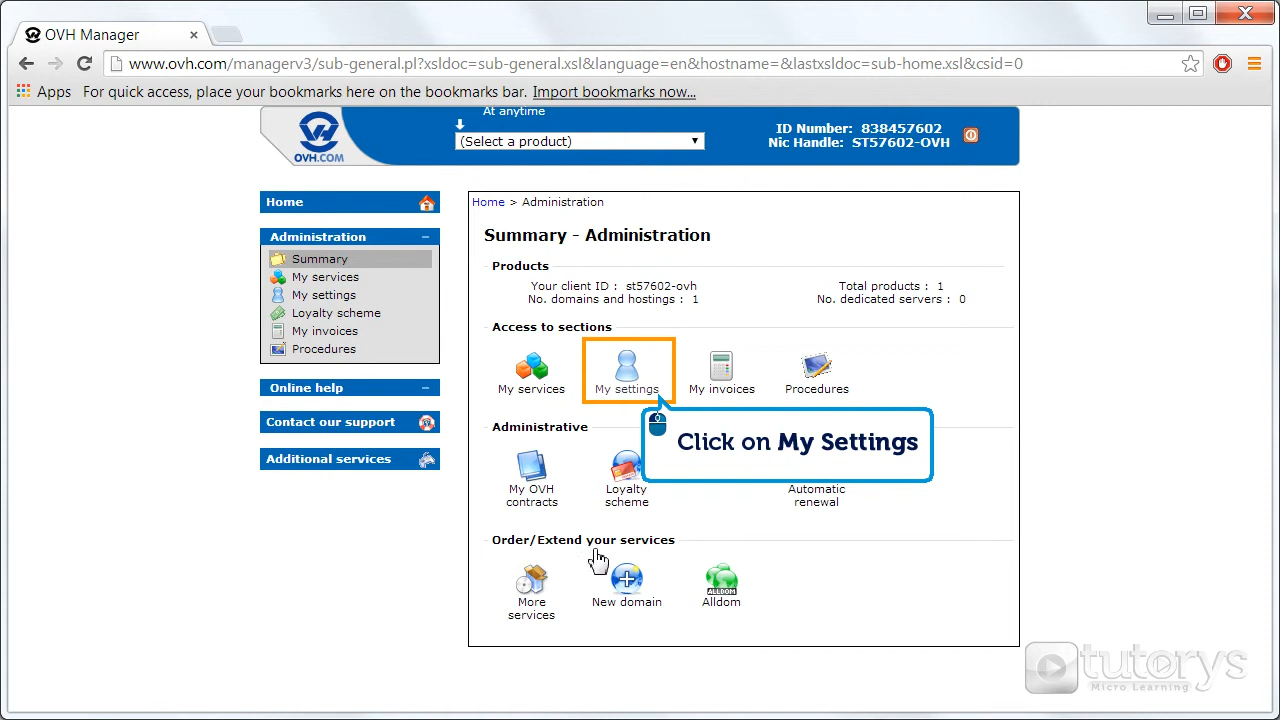 OVH Manager
www.ovh.com/managerv3/sub-general.pl?xsldoc=sub-general.xsl&language=en&hostname=&lastxsldoc=sub-home.xsl&csid=0
Apps For quick access, place your bookmarks here on the bookmarks bar. Import bookmarks now...
OVH.COM
At anytime
(Select a product)
ID Number: 838457602
Nic Handle: ST57602-OVH
Home
Administration
Summary
My services
My settings
Loyalty scheme
My invoices
Procedures
Online help
Contact our support
Additional services
Home > Administration
Summary - Administration
Products
Your client ID : st57602-ovh
No. domains and hostings : 1
Total products : 1
No. dedicated servers : 0
Access to sections
My services
My settings
My invoices
Procedures
Click on My Settings
Administrative
My OVH
contracts
Loyalty
scheme
Automatic
renewal
Order/Extend your services
More
services
New domain
ALLDOM
Alldom
tutorys
Micro Learning